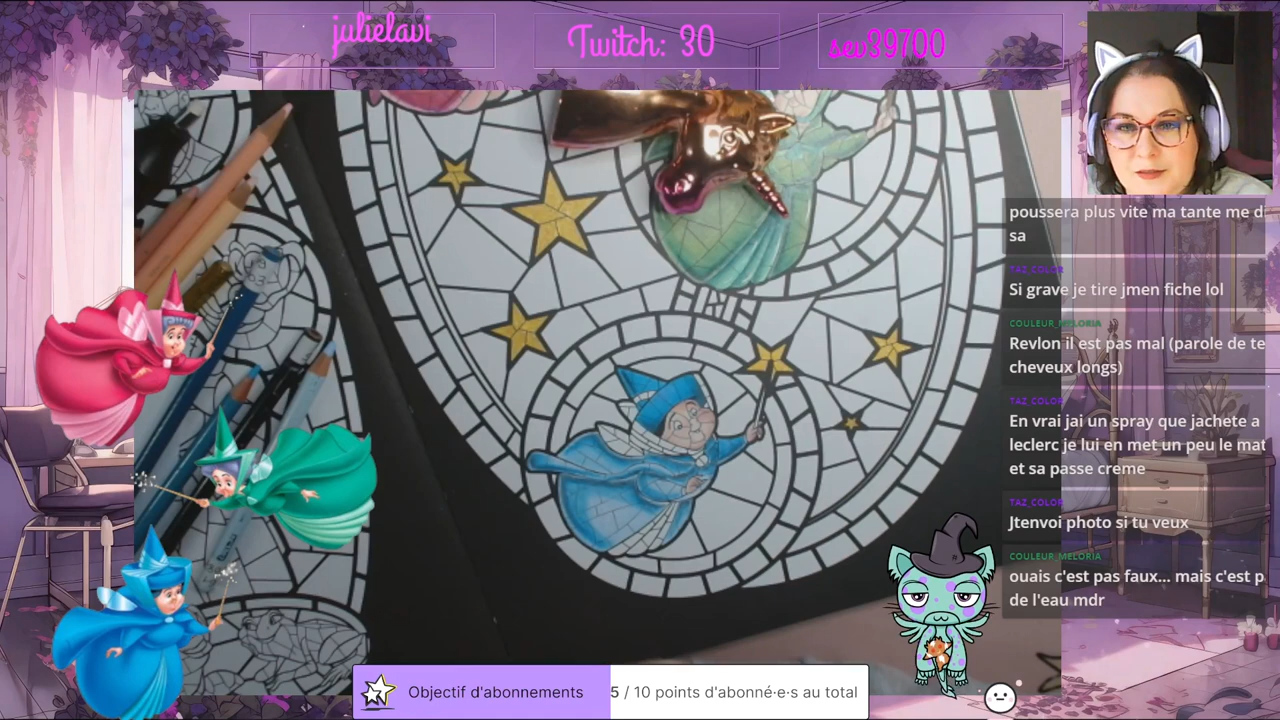 julielavi
Twitch: 30
sev39700
poussera plus vite ma tante me d
sa
TAZ_COLOR
Si grave je tire jmen fiche lol
COULEUR_MELORIA
Revlon il est pas mal (parole de te
cheveux longs)
TAZ_COLOR
En vrai jai un spray que jachete a
leclerc je lui en met un peu le mat
et sa passe creme
TAZ_COLOR
Jtenvoi photo si tu veux
COULEUR_MELORIA
ouais c'est pas faux... mais c'est p
de l'eau mdr
Objectif d'abonnements
5 / 10 points d'abonné·e·s au total